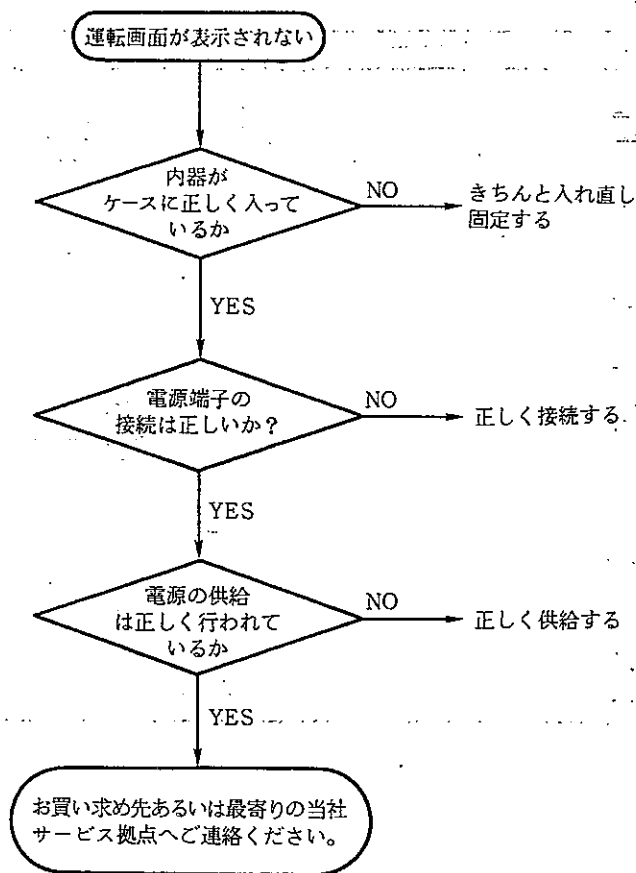 運転画面が表示されない
内器が
ケースに正しく入って
いるか
NO
きちんと入れ直し
固定する
YES
電源端子の
接続は正しいか？
NO
正しく接続する
YES
電源の供給
は正しく行われて
いるか
NO
正しく供給する
YES
お買い求め先あるいは最寄りの当社
サービス拠点へご連絡ください。